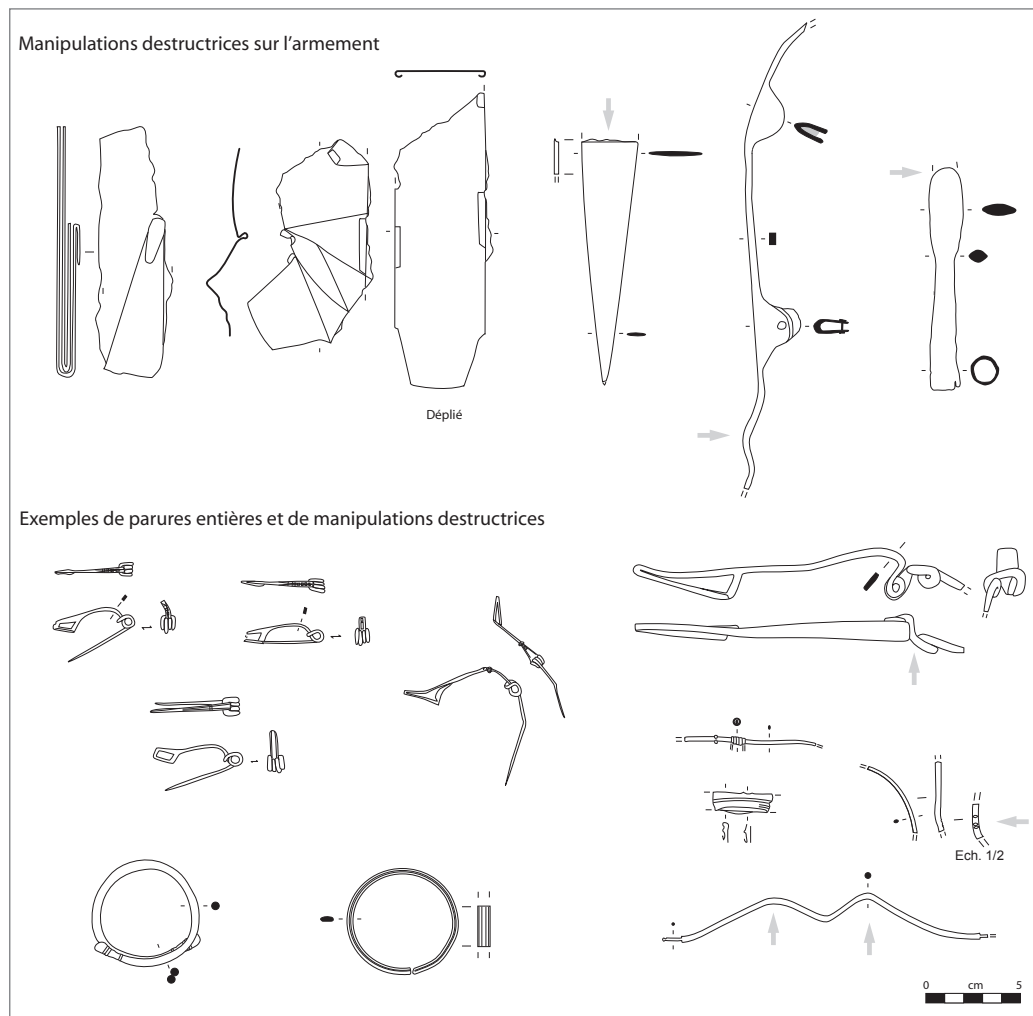 Manipulations destructrices sur l’armement
Déplié
Exemples de parures entières et de manipulations destructrices
Ech. 1/2
0 cm 5